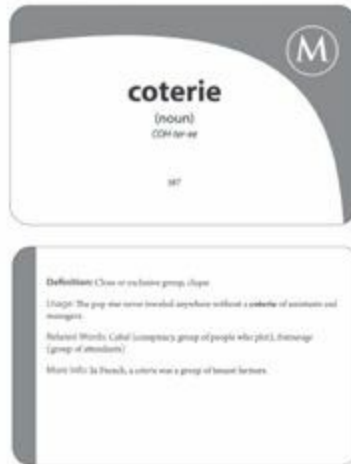 M
coterie
(noun)
COH-ter-ee
Definition: Close or exclusive group, clique
Usage: The pop star never traveled anywhere without a coterie of assistants and
managers.
Related Words: Cabal (conspiracy, group of people who plot), Entourage
(group of attendants)
More Info: In French, a coterie was a group of tenant farmers.